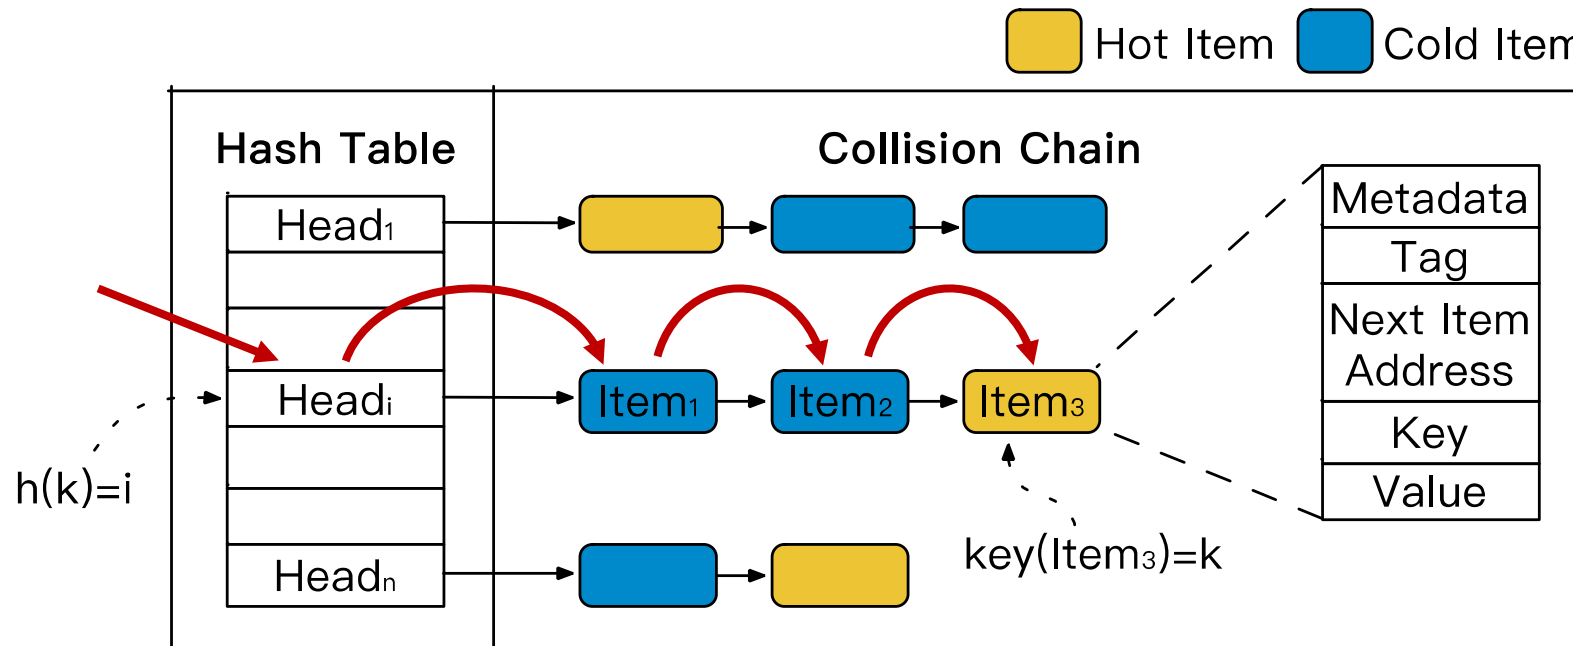 Hot Item
Cold Item
Hash Table
Collision Chain
Head1
Headi
Headn
h(k)=i
Item1
Item2
Item3
key(Item3)=k
Metadata
Tag
Next Item
Address
Key
Value